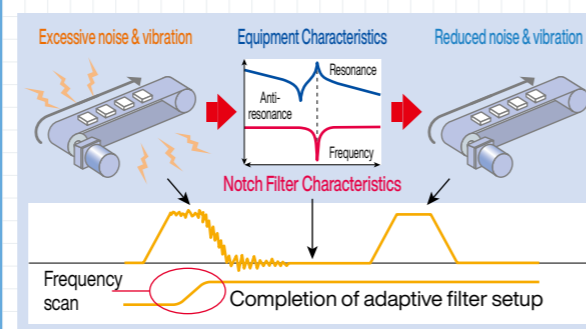 Excessive noise & vibration
Equipment Characteristics
Reduced noise & vibration
Resonance
Anti-
resonance
Frequency
Notch Filter Characteristics
Frequency
scan
Completion of adaptive filter setup